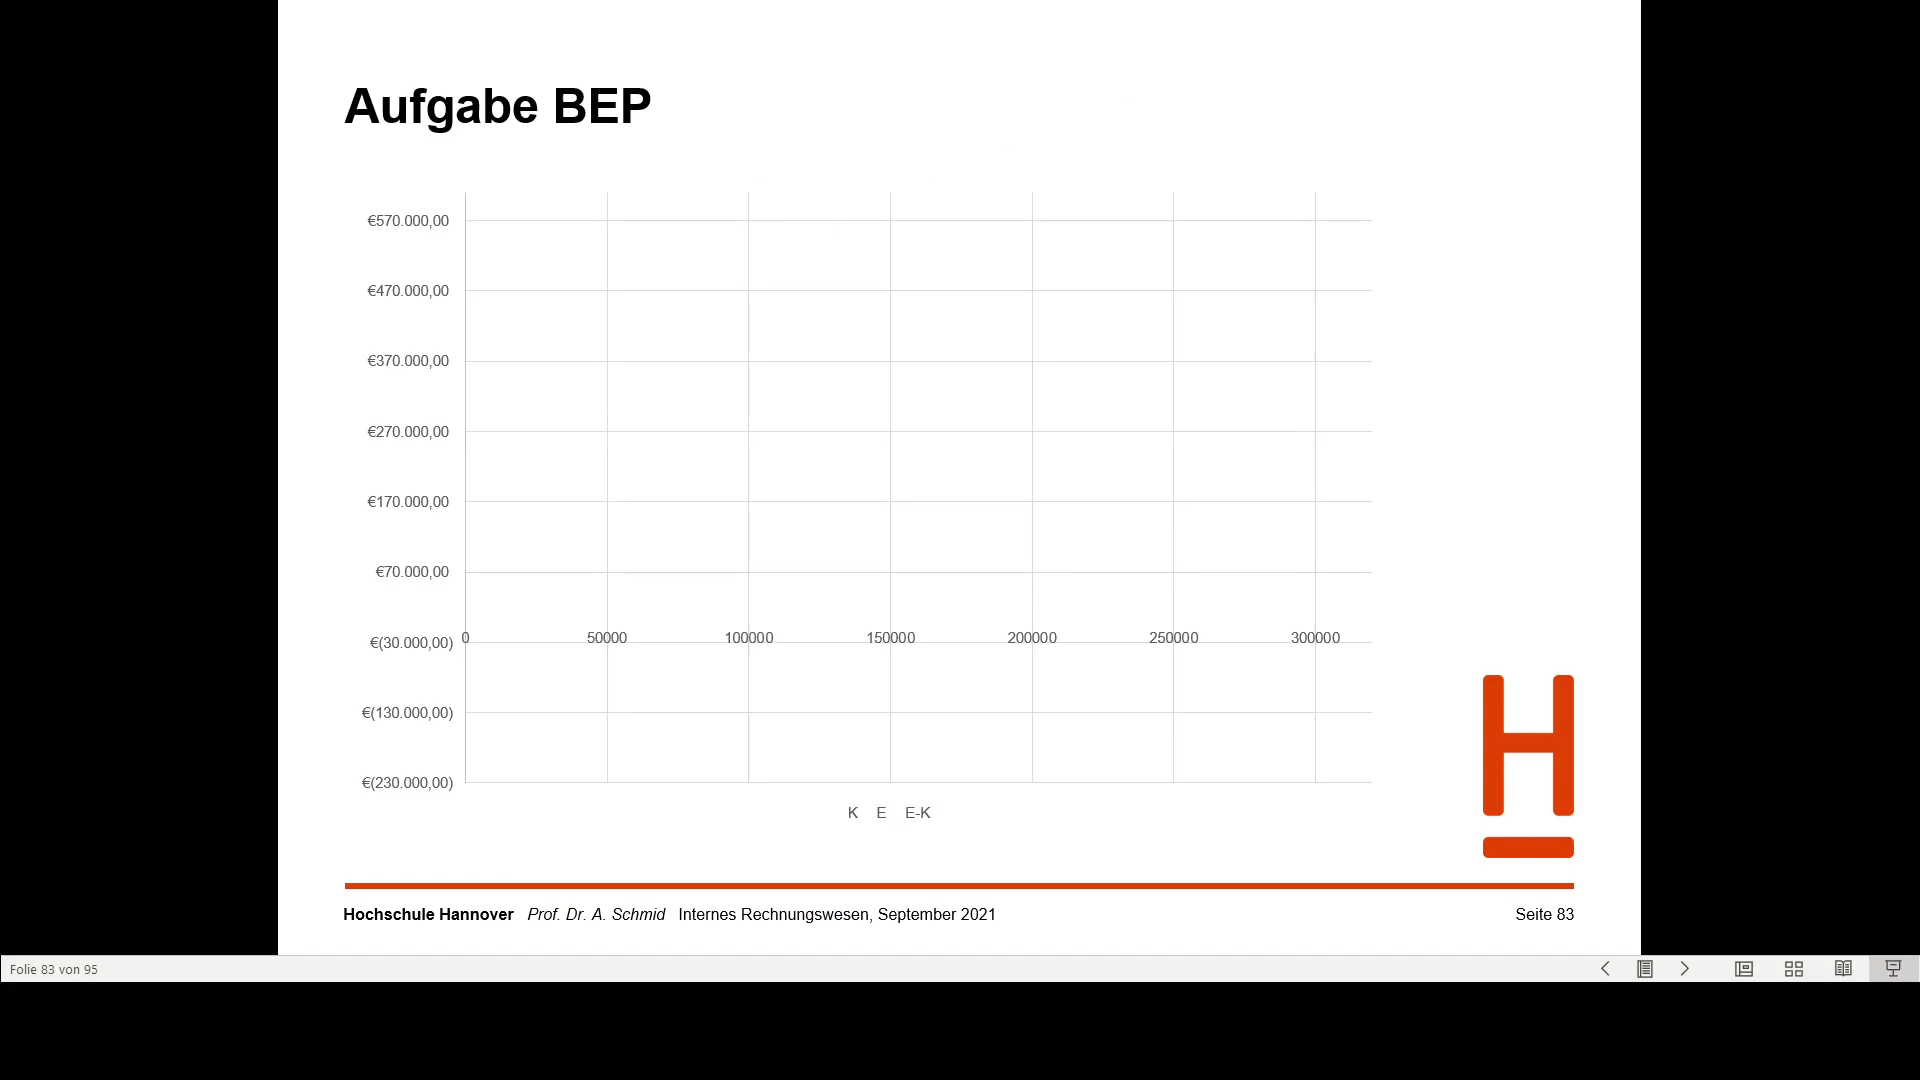 Aufgabe BEP
€570.000,00
€470.000,00
€370.000,00
€270.000,00
€170.000,00
€70.000,00
€(30.000,00) 0 50000 100000 150000 200000 250000 300000
€(130.000,00)
€(230.000,00)
K E E-K
H
Hochschule Hannover Prof. Dr. A. Schmid Internes Rechnungswesen, September 2021 Seite 83
Folie 83 von 95